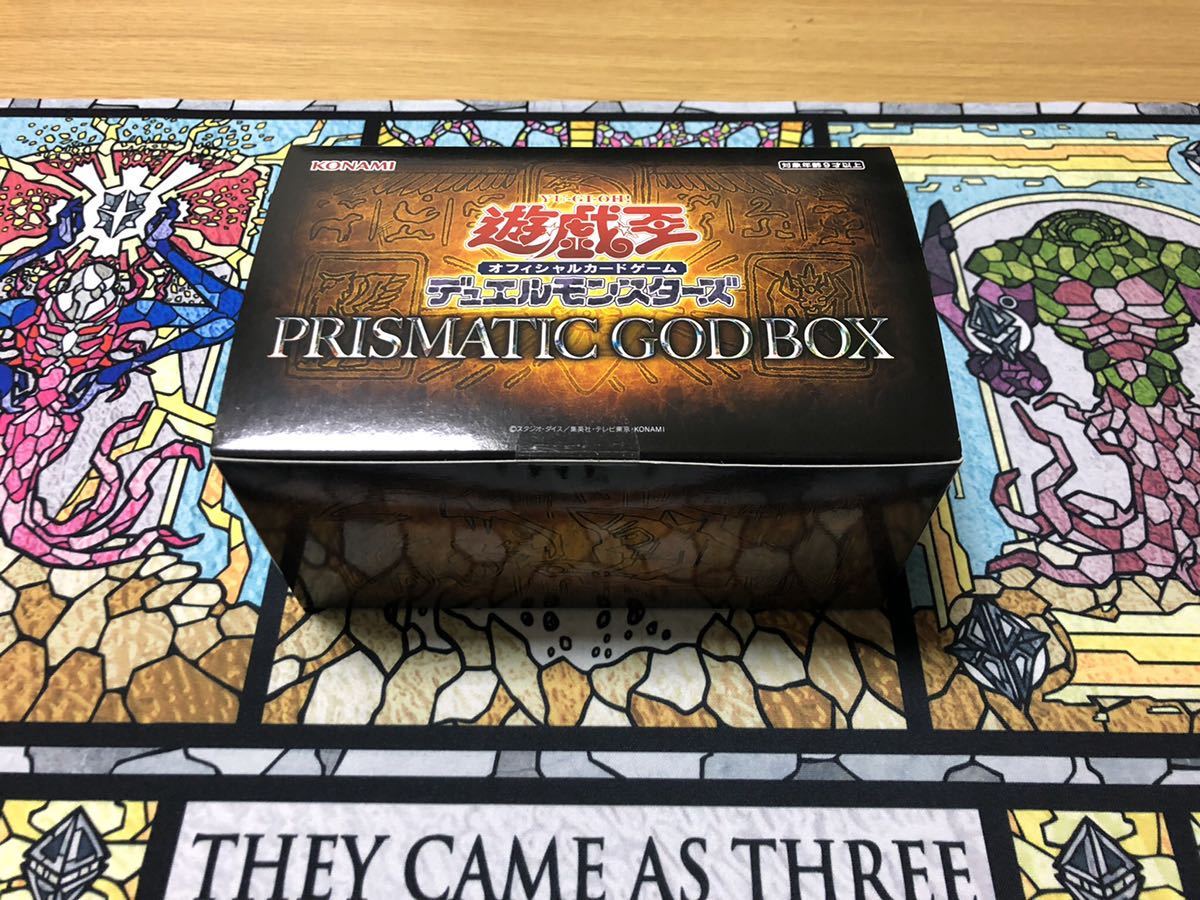 KONAMI
対象年齢9才以上
YU-GI-OH!
遊戯王
オフィシャルカードゲーム
デュエルモンスターズ
PRISMATIC GOD BOX
©スタジオ・ダイス/集英社・テレビ東京・KONAMI
THEY CAME AS THREE